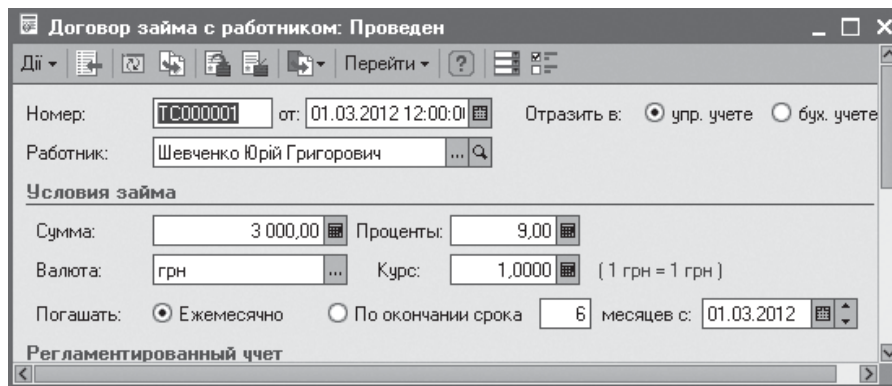 Договор займа с работником: Проведен
Дії Перейти ?
Номер: ТС000001 от: 01.03.2012 12:00:0 Отразить в: упр. учете бух. учете
Работник: Шевченко Юрій Григорович ...
Условия займа
Сумма: 3 000,00 Проценты: 9,00
Валюта: грн ... Курс: 1,0000 ( 1 грн = 1 грн )
Погашать: Ежемесячно По окончании срока 6 месяцев с: 01.03.2012
Регламентированный учет